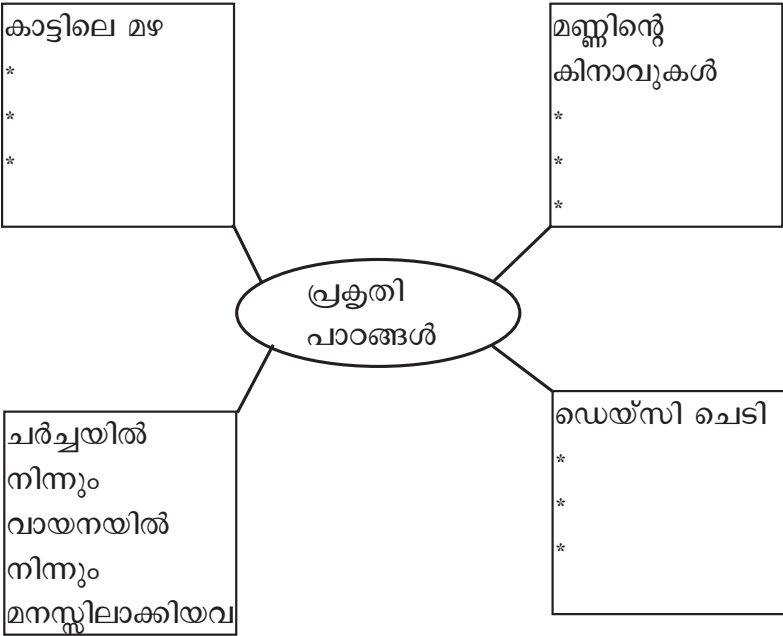 കാട്ടിലെ മഴ
*
*
*
മണ്ണിന്റെ
കിനാവുകൾ
*
*
*
പ്രകൃതി
പാഠങ്ങൾ
ചർച്ചയിൽ
നിന്നും
വായനയിൽ
നിന്നും
മനസ്സിലാക്കിയവ
ഡെയ്സി ചെടി
*
*
*